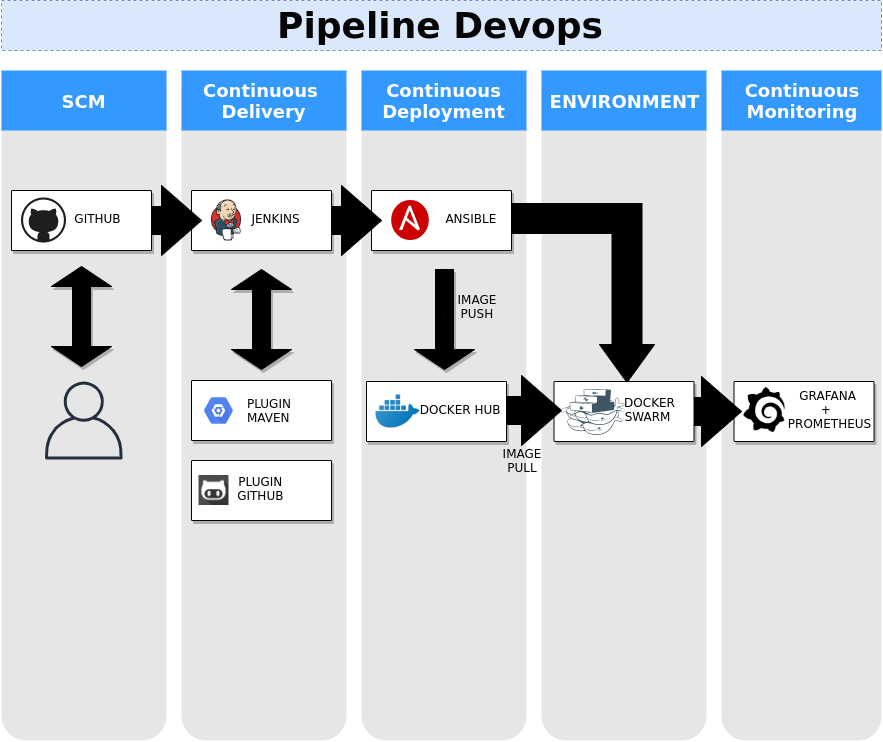 Pipeline Devops
SCM
Continuous
Delivery
Continuous
Deployment
ENVIRONMENT
Continuous
Monitoring
GITHUB
JENKINS
ANSIBLE
IMAGE
PUSH
PLUGIN
MAVEN
DOCKER HUB
DOCKER
SWARM
GRAFANA
+
PROMETHEUS
IMAGE
PULL
PLUGIN
GITHUB